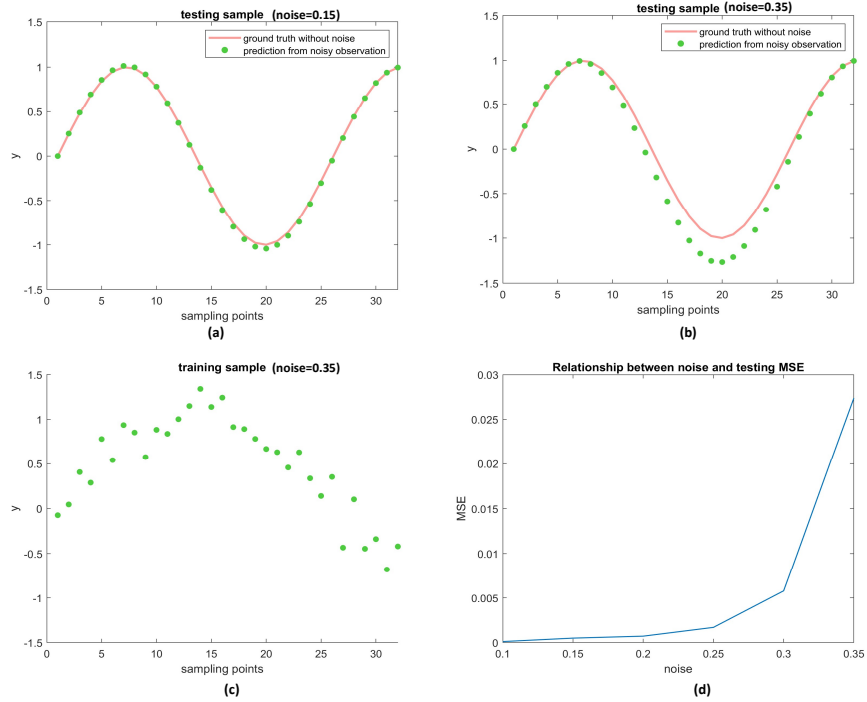 testing sample (noise=0.15)
1.5
1
0.5
0
-0.5
-1
-1.5
y
ground truth without noise
prediction from noisy observation
0 5 10 15 20 25 30
sampling points
(a)
testing sample (noise=0.35)
1.5
1
0.5
0
-0.5
-1
-1.5
y
ground truth without noise
prediction from noisy observation
0 5 10 15 20 25 30
sampling points
(b)
training sample (noise=0.35)
1.5
1
0.5
0
-0.5
-1
-1.5
y
0 5 10 15 20 25 30
sampling points
(c)
Relationship between noise and testing MSE
0.03
0.025
0.02
0.015
0.01
0.005
0
MSE
0.1 0.15 0.2 0.25 0.3 0.35
noise
(d)